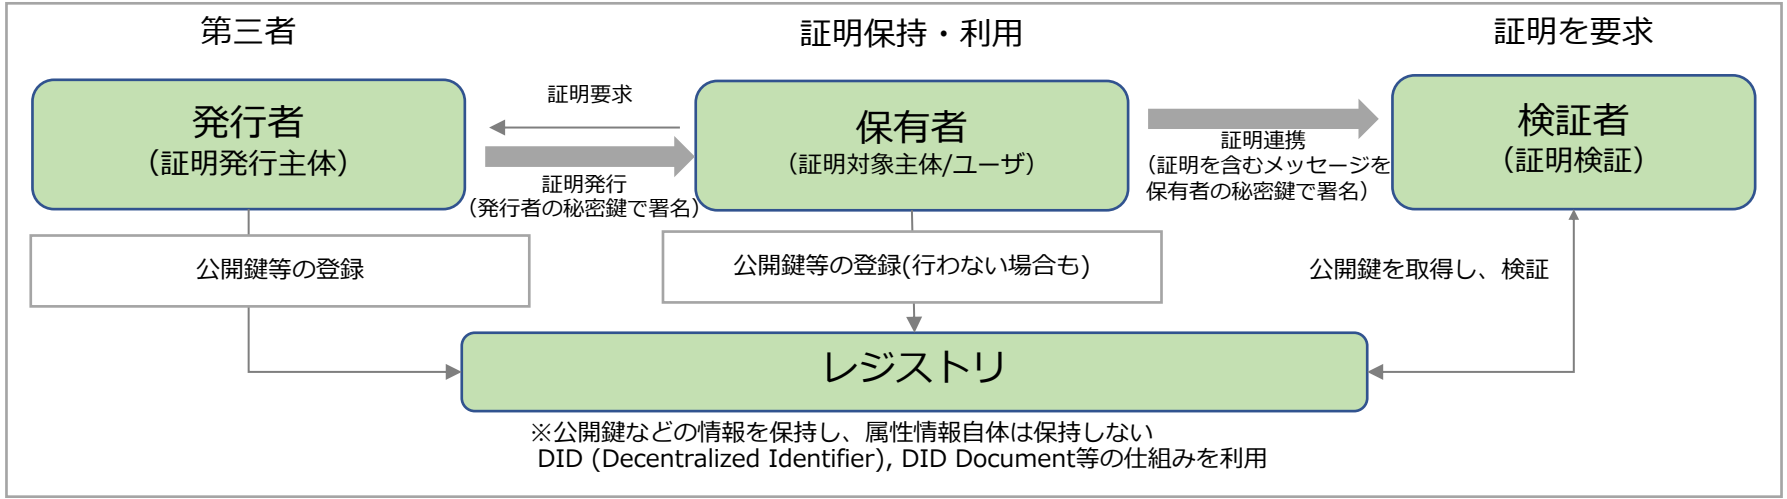 第三者
証明保持・利用
証明を要求
発行者
（証明発行主体）
証明要求
証明発行
（発行者の秘密鍵で署名）
保有者
（証明対象主体/ユーザ）
証明連携
（証明を含むメッセージを
保有者の秘密鍵で署名）
検証者
（証明検証）
公開鍵等の登録
公開鍵等の登録(行わない場合も)
公開鍵を取得し、検証
レジストリ
※公開鍵などの情報を保持し、属性情報自体は保持しない
DID (Decentralized Identifier), DID Document等の仕組みを利用